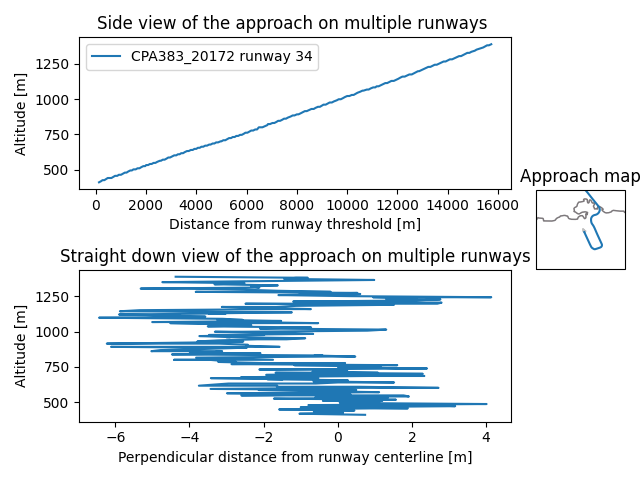 Side view of the approach on multiple runways
CPA383_20172 runway 34
Altitude [m]
1250
1000
750
500
0 2000 4000 6000 8000 10000 12000 14000 16000
Distance from runway threshold [m]
Approach map
Straight down view of the approach on multiple runways
Altitude [m]
1250
1000
750
500
−6 −4 −2 0 2 4
Perpendicular distance from runway centerline [m]